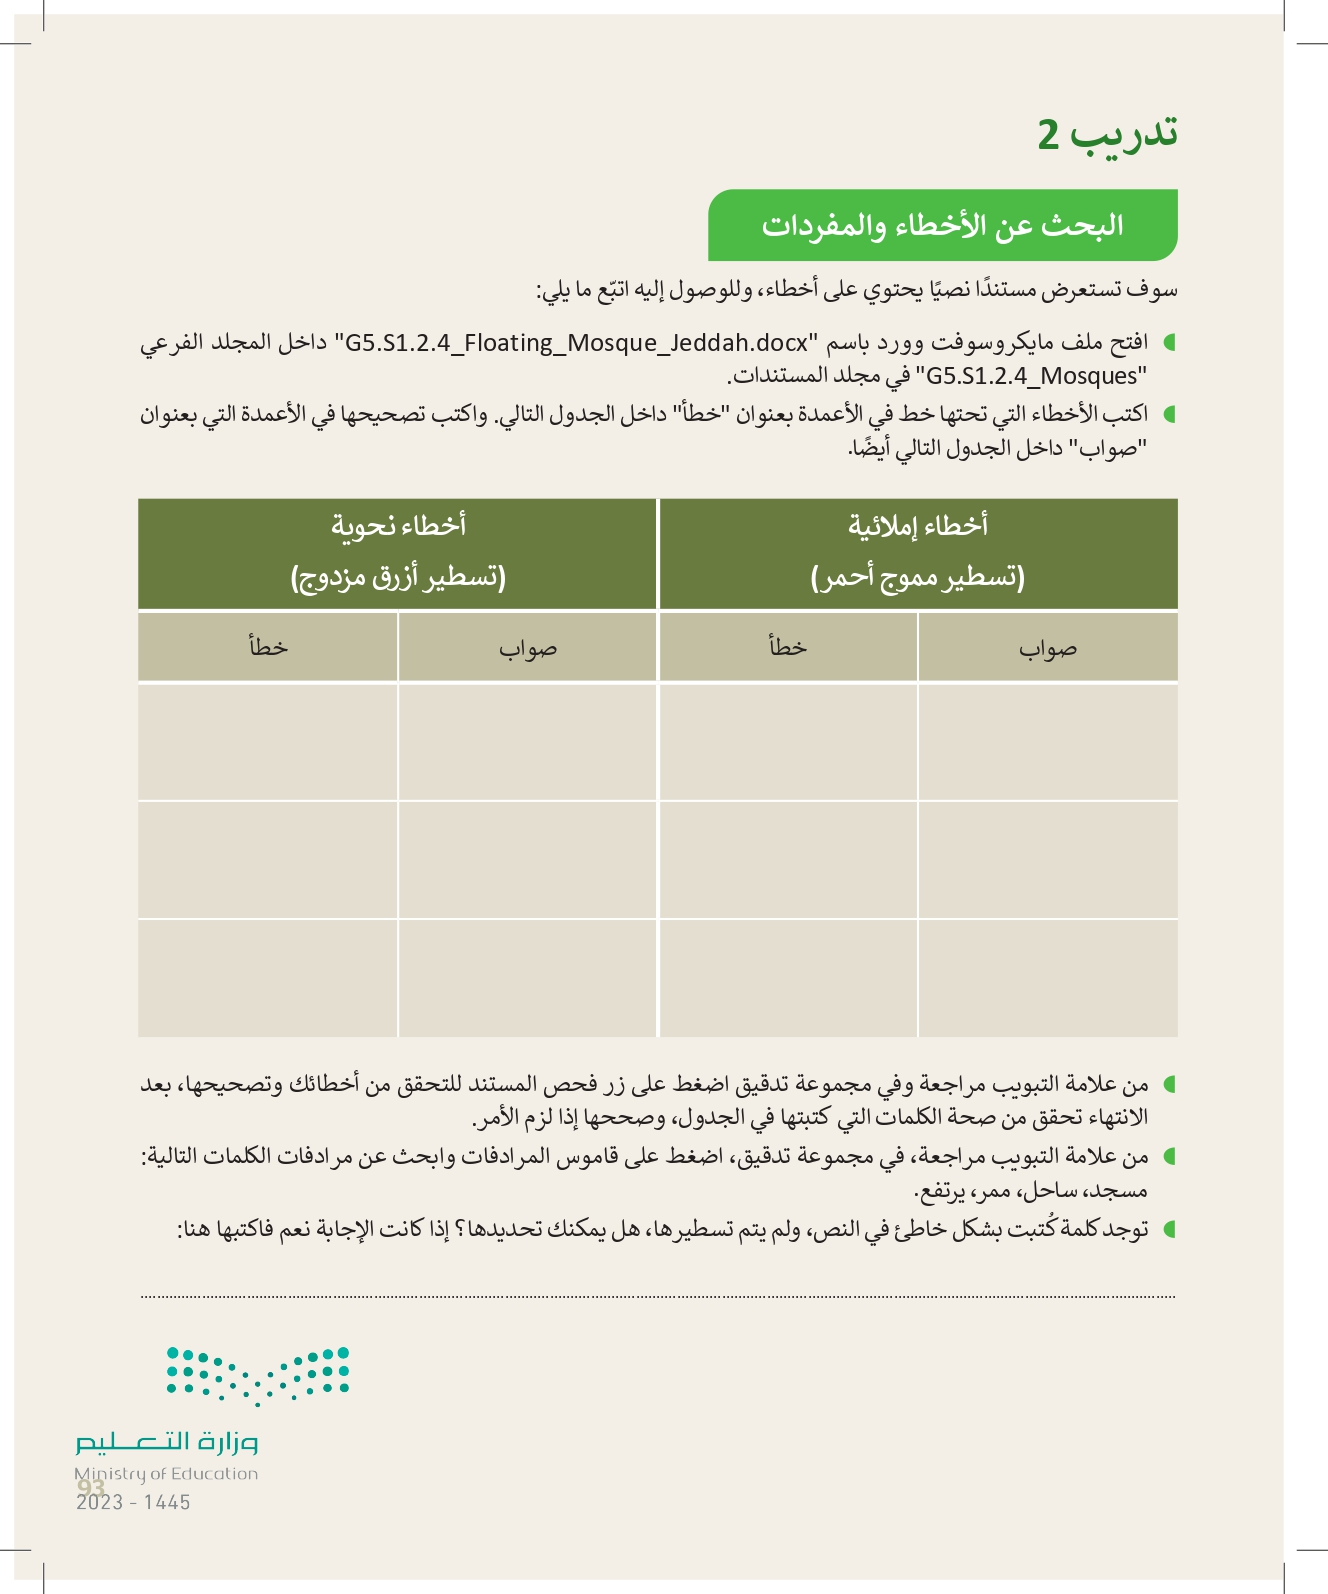 تدريب 2
البحث عن الأخطاء والمفردات
سوف تستعرض مستندًا نصيًا يحتوي على أخطاء، وللوصول إليه اتبّع ما يلي:
افتح ملف مايكروسوفت وورد باسم "G5.S1.2.4_Floating_Mosque_Jeddah.docx" داخل المجلد الفرعي
"G5.S1.2.4_Mosques" في مجلد المستندات.
اكتب الأخطاء التي تحتها خط في الأعمدة بعنوان "خطأ" داخل الجدول التالي. واكتب تصحيحها في الأعمدة التي بعنوان
"صواب" داخل الجدول التالي أيضًا.
أخطاء إملائية
(تسطير مموج أحمر)
أخطاء نحوية
(تسطير أزرق مزدوج)
صواب
خطأ
صواب
خطأ
من علامة التبويب مراجعة وفي مجموعة تدقيق اضغط على زر فحص المستند للتحقق من أخطائك وتصحيحها، بعد
الانتهاء تحقق من صحة الكلمات التي كتبتها في الجدول، وصححها إذا لزم الأمر.
من علامة التبويب مراجعة، في مجموعة تدقيق، اضغط على قاموس المرادفات وابحث عن مرادفات الكلمات التالية:
مسجد، ساحل، ممر، يرتفع.
توجد كلمة كُتبت بشكل خاطئ في النص، ولم يتم تسطيرها، هل يمكنك تحديدها؟ إذا كانت الإجابة نعم فاكتبها هنا:
وزارة التعليم
Ministry of Education
93
2023 - 1445